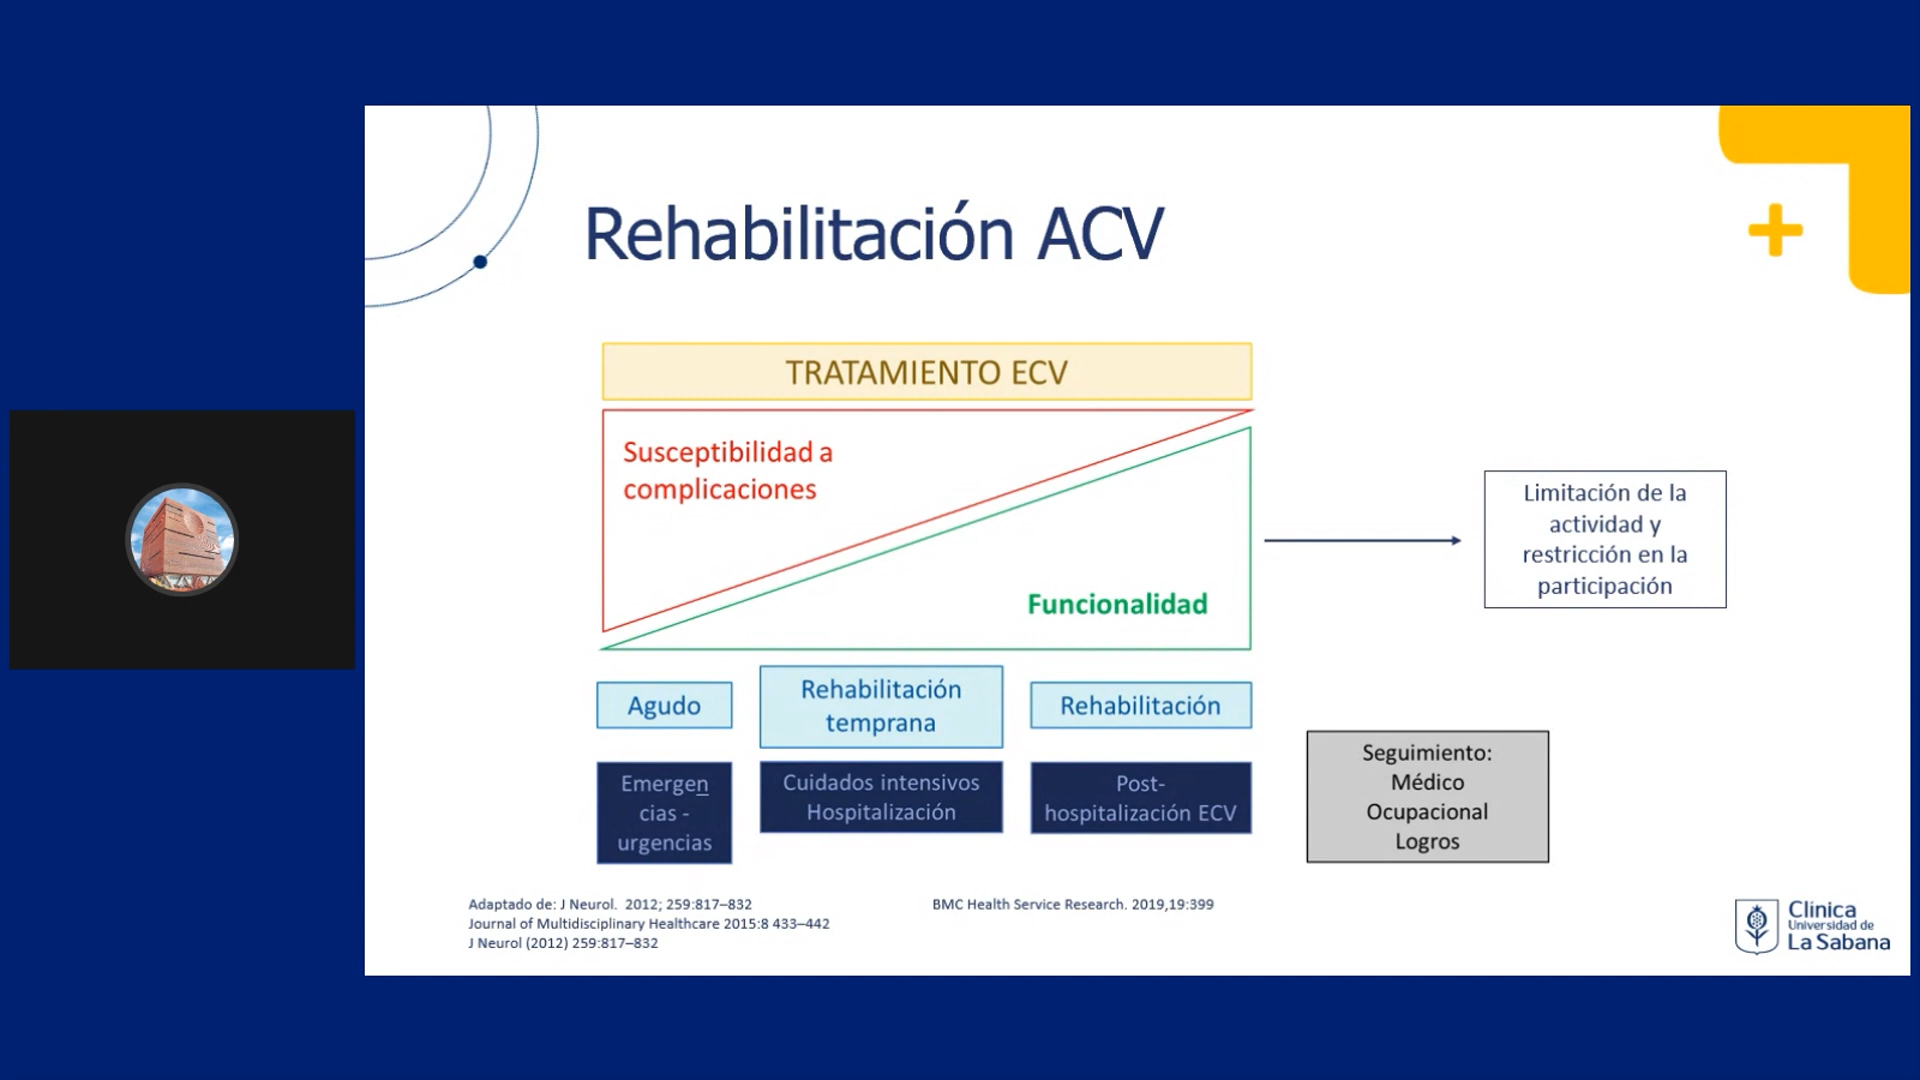 Rehabilitación ACV
TRATAMIENTO ECV
Susceptibilidad a
complicaciones
Funcionalidad
Limitación de la
actividad y
restricción en la
participación
Agudo
Rehabilitación
temprana
Rehabilitación
Emergen
cias -
urgencias
Cuidados intensivos
Hospitalización
Post-
hospitalización ECV
Seguimiento:
Médico
Ocupacional
Logros
Adaptado de: J Neurol. 2012; 259:817–832
Journal of Multidisciplinary Healthcare 2015:8 433–442
J Neurol (2012) 259:817–832
BMC Health Service Research. 2019,19:399
Clínica
Universidad de
La Sabana